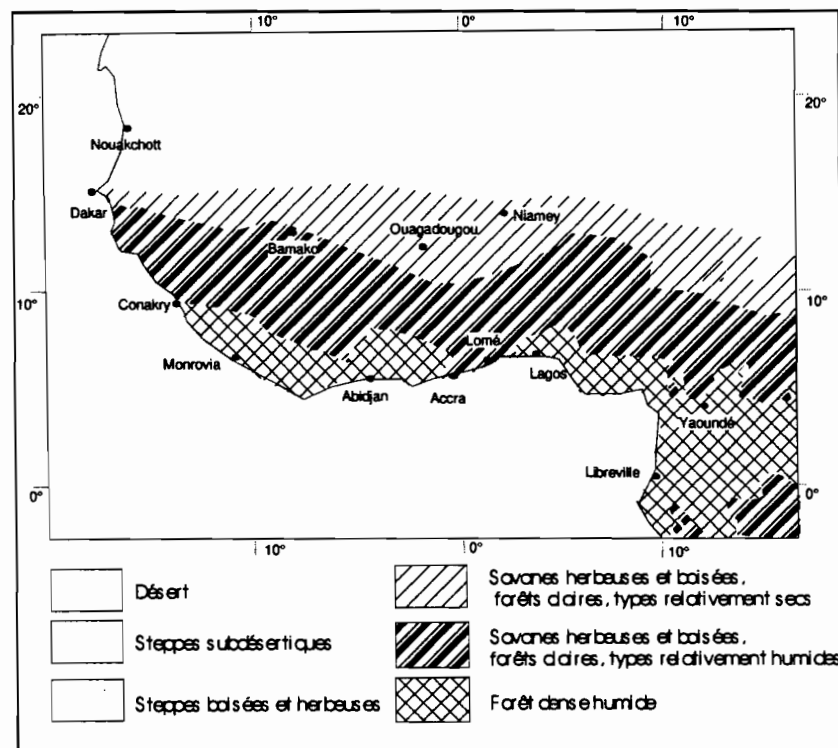 10°
0°
10°
20°
20°
Nouakchott
Dakar
Niamey
Ouagadougou
Bamako
10°
10°
Conakry
Lomé
Monrovia
Lagos
Abidjan
Accra
Yaoundé
Libreville
0°
0°
10°
0°
10°
Désert
Steppes subdésertiques
Steppes boisées et herbeuses
Savanes herbeuses et boisées,
forêts claires, types relativement secs
Savanes herbeuses et boisées,
forêts claires, types relativement humides
Forêt dense humide